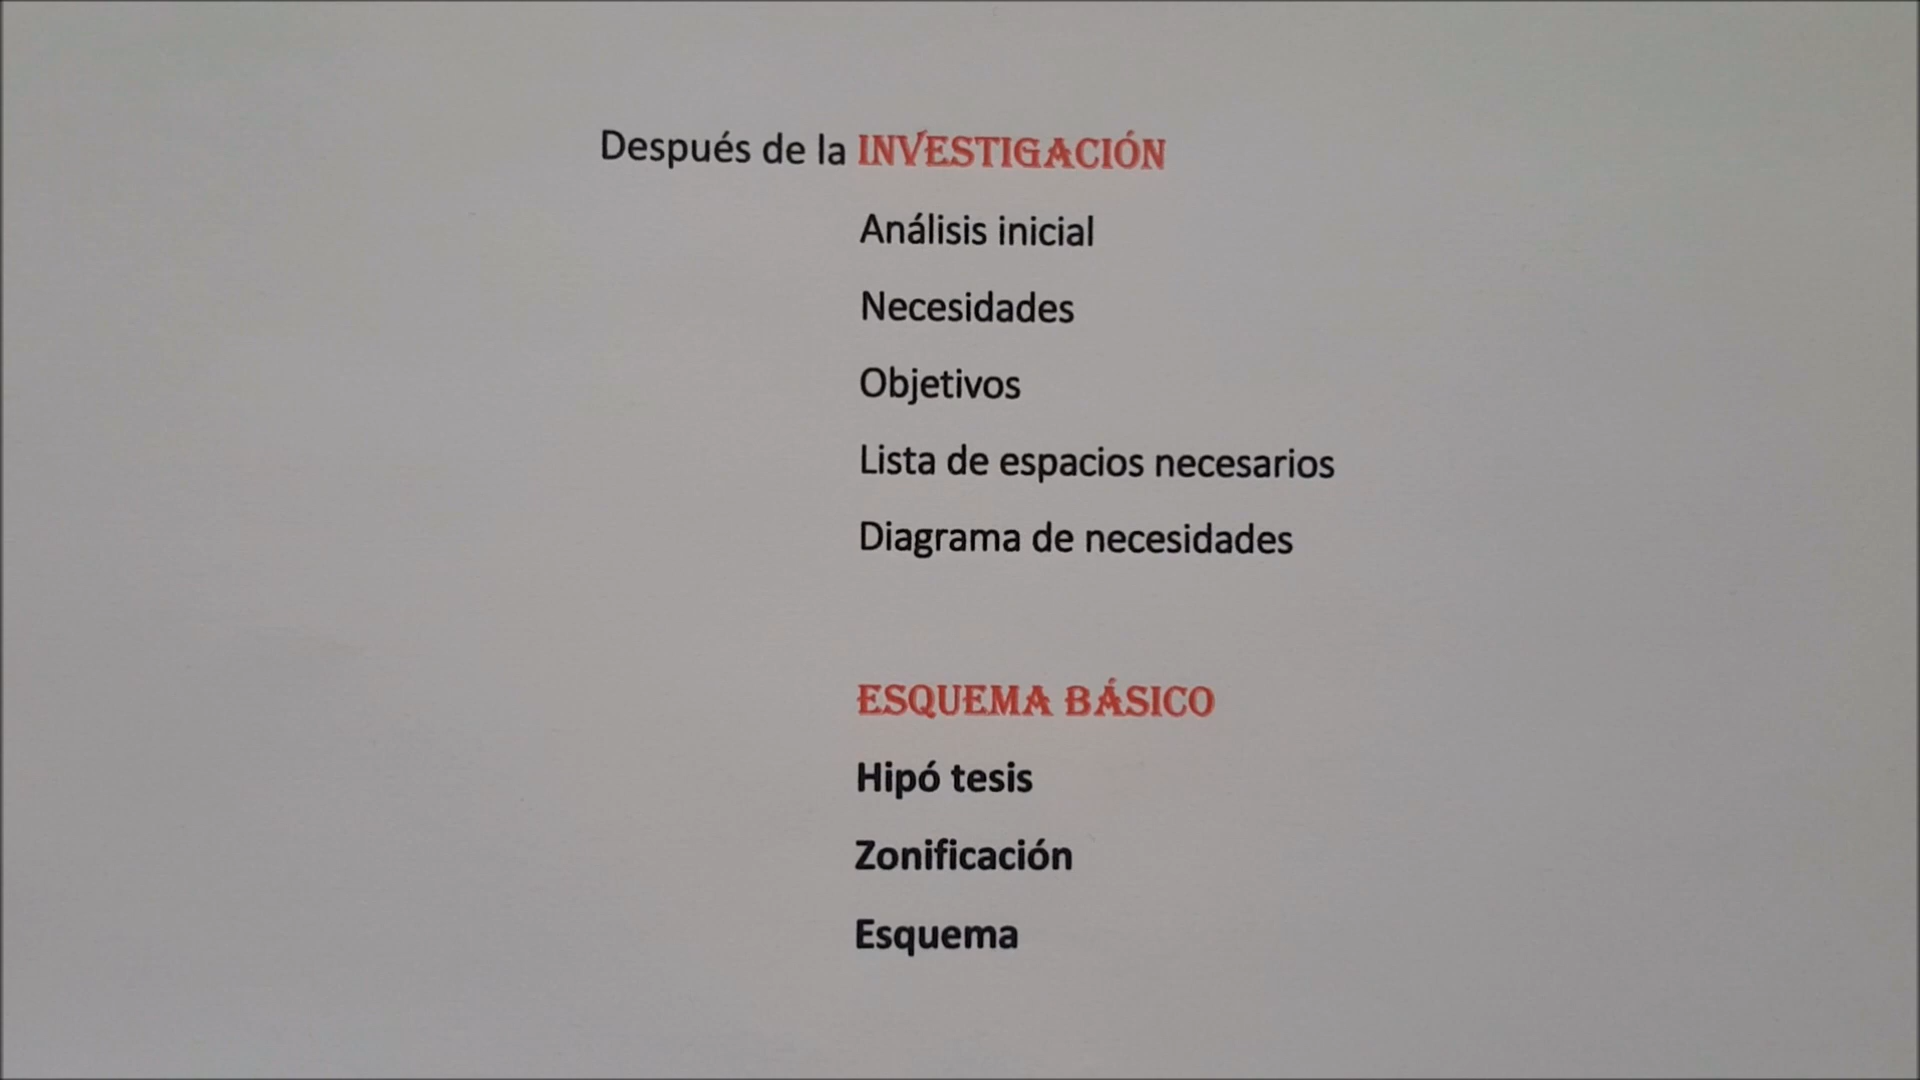 Después de la INVESTIGACIÓN
Análisis inicial
Necesidades
Objetivos
Lista de espacios necesarios
Diagrama de necesidades
ESQUEMA BÁSICO
Hipó tesis
Zonificación
Esquema